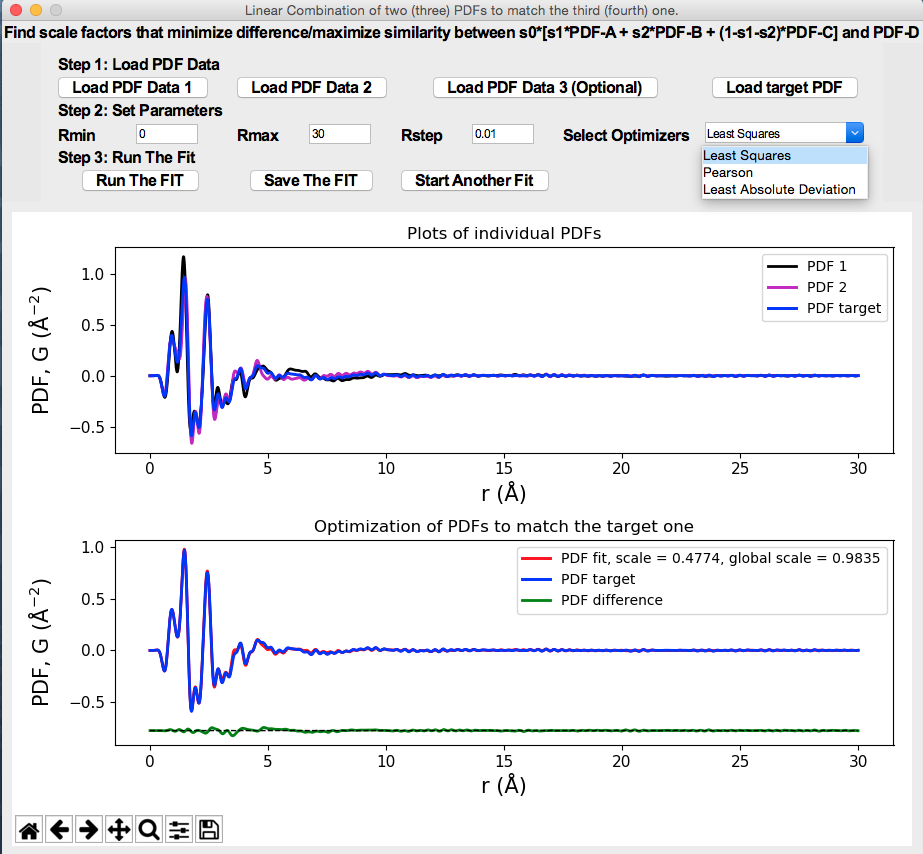 Linear Combination of two (three) PDFs to match the third (fourth) one.
Find scale factors that minimize difference/maximize similarity between s0*[s1*PDF-A + s2*PDF-B + (1-s1-s2)*PDF-C] and PDF-D
Step 1: Load PDF Data
Load PDF Data 1 Load PDF Data 2 Load PDF Data 3 (Optional) Load target PDF
Step 2: Set Parameters
Rmin 0 Rmax 30 Rstep 0.01 Select Optimizers Least Squares
Least Squares
Pearson
Least Absolute Deviation
Step 3: Run The Fit
Run The FIT Save The FIT Start Another Fit
Plots of individual PDFs
PDF, G (Å⁻²)
1.0
0.5
0.0
−0.5
PDF 1
PDF 2
PDF target
0 5 10 15 20 25 30
r (Å)
Optimization of PDFs to match the target one
PDF, G (Å⁻²)
1.0
0.5
0.0
−0.5
PDF fit, scale = 0.4774, global scale = 0.9835
PDF target
PDF difference
0 5 10 15 20 25 30
r (Å)